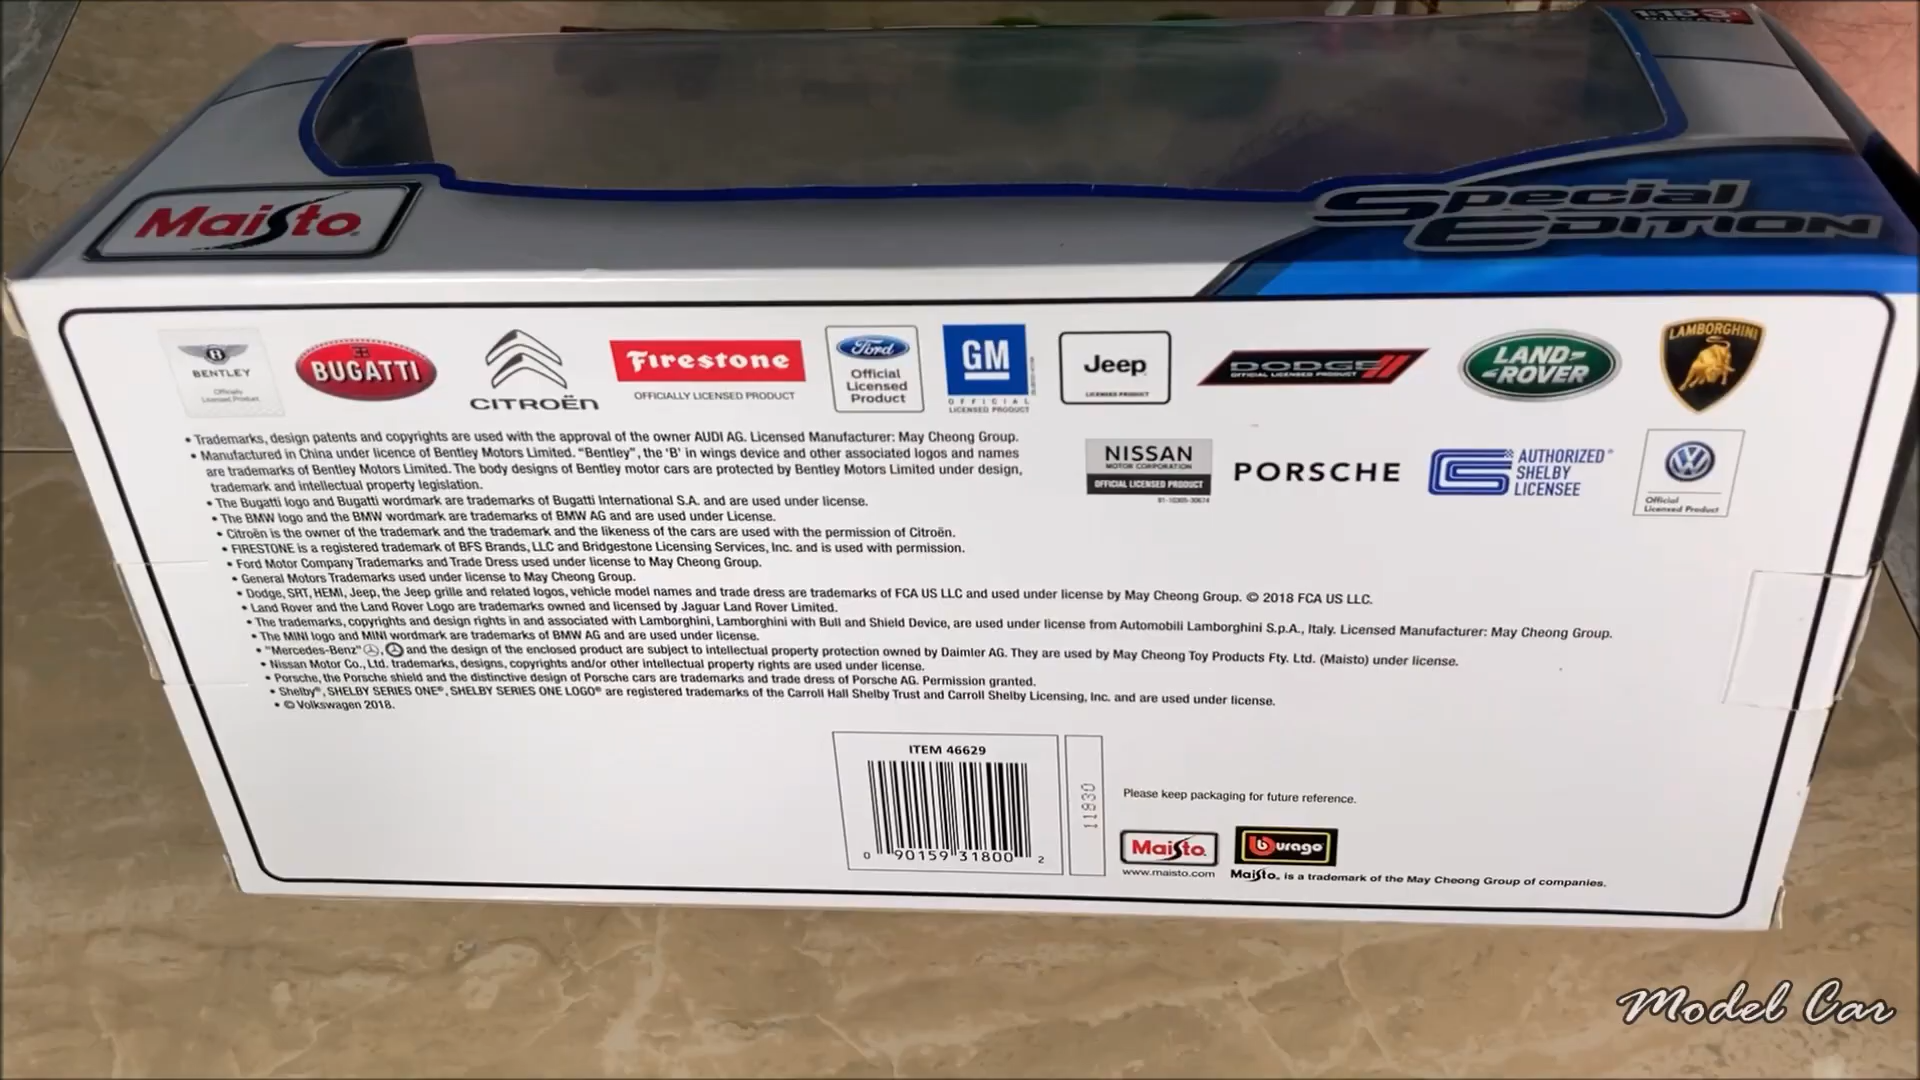 1:18
DIECAST
Maisto
Special
EDITION
BENTLEY
Officially
Licensed Product
BUGATTI
CITROËN
Firestone
OFFICIALLY LICENSED PRODUCT
Ford
Official
Licensed
Product
GM
OFFICIAL
LICENSED PRODUCT
Jeep
LICENSED PRODUCT
DODGE
OFFICIAL LICENSED PRODUCT
LAND-
ROVER
LAMBORGHINI
NISSAN
MOTOR CORPORATION
OFFICIAL LICENSED PRODUCT
PORSCHE
AUTHORIZED®
SHELBY
LICENSEE
Official
Licensed Product
• Trademarks, design patents and copyrights are used with the approval of the owner AUDI AG. Licensed Manufacturer: May Cheong Group.
• Manufactured in China under licence of Bentley Motors Limited. “Bentley”, the ‘B’ in wings device and other associated logos and names
are trademarks of Bentley Motors Limited. The body designs of Bentley motor cars are protected by Bentley Motors Limited under design,
trademark and intellectual property legislation.
• The Bugatti logo and Bugatti wordmark are trademarks of Bugatti International S.A. and are used under license.
• The BMW logo and the BMW wordmark are trademarks of BMW AG and are used under License.
• Citroën is the owner of the trademark and the trademark and the likeness of the cars are used with the permission of Citroën.
• FIRESTONE is a registered trademark of BFS Brands, LLC and Bridgestone Licensing Services, Inc. and is used with permission.
• Ford Motor Company Trademarks and Trade Dress used under license to May Cheong Group.
• General Motors Trademarks used under license to May Cheong Group.
• Dodge, SRT, HEMI, Jeep, the Jeep grille and related logos, vehicle model names and trade dress are trademarks of FCA US LLC and used under license by May Cheong Group. © 2018 FCA US LLC.
• Land Rover and the Land Rover Logo are trademarks owned and licensed by Jaguar Land Rover Limited.
• The trademarks, copyrights and design rights in and associated with Lamborghini, Lamborghini with Bull and Shield Device, are used under license from Automobili Lamborghini S.p.A., Italy. Licensed Manufacturer: May Cheong Group.
• The MINI logo and MINI wordmark are trademarks of BMW AG and are used under license.
• "Mercedes-Benz" , and the design of the enclosed product are subject to intellectual property protection owned by Daimler AG. They are used by May Cheong Toy Products Fty. Ltd. (Maisto) under license.
• Nissan Motor Co., Ltd. trademarks, designs, copyrights and/or other intellectual property rights are used under license.
• Porsche, the Porsche shield and the distinctive design of Porsche cars are trademarks and trade dress of Porsche AG. Permission granted.
• Shelby®, SHELBY SERIES ONE®, SHELBY SERIES ONE LOGO® are registered trademarks of the Carroll Hall Shelby Trust and Carroll Shelby Licensing, Inc. and are used under license.
• © Volkswagen 2018.
ITEM 46629
0 90159 31800 2
11830
Please keep packaging for future reference.
Maisto
burago
www.maisto.com
Maisto® is a trademark of the May Cheong Group of companies.
Model Car